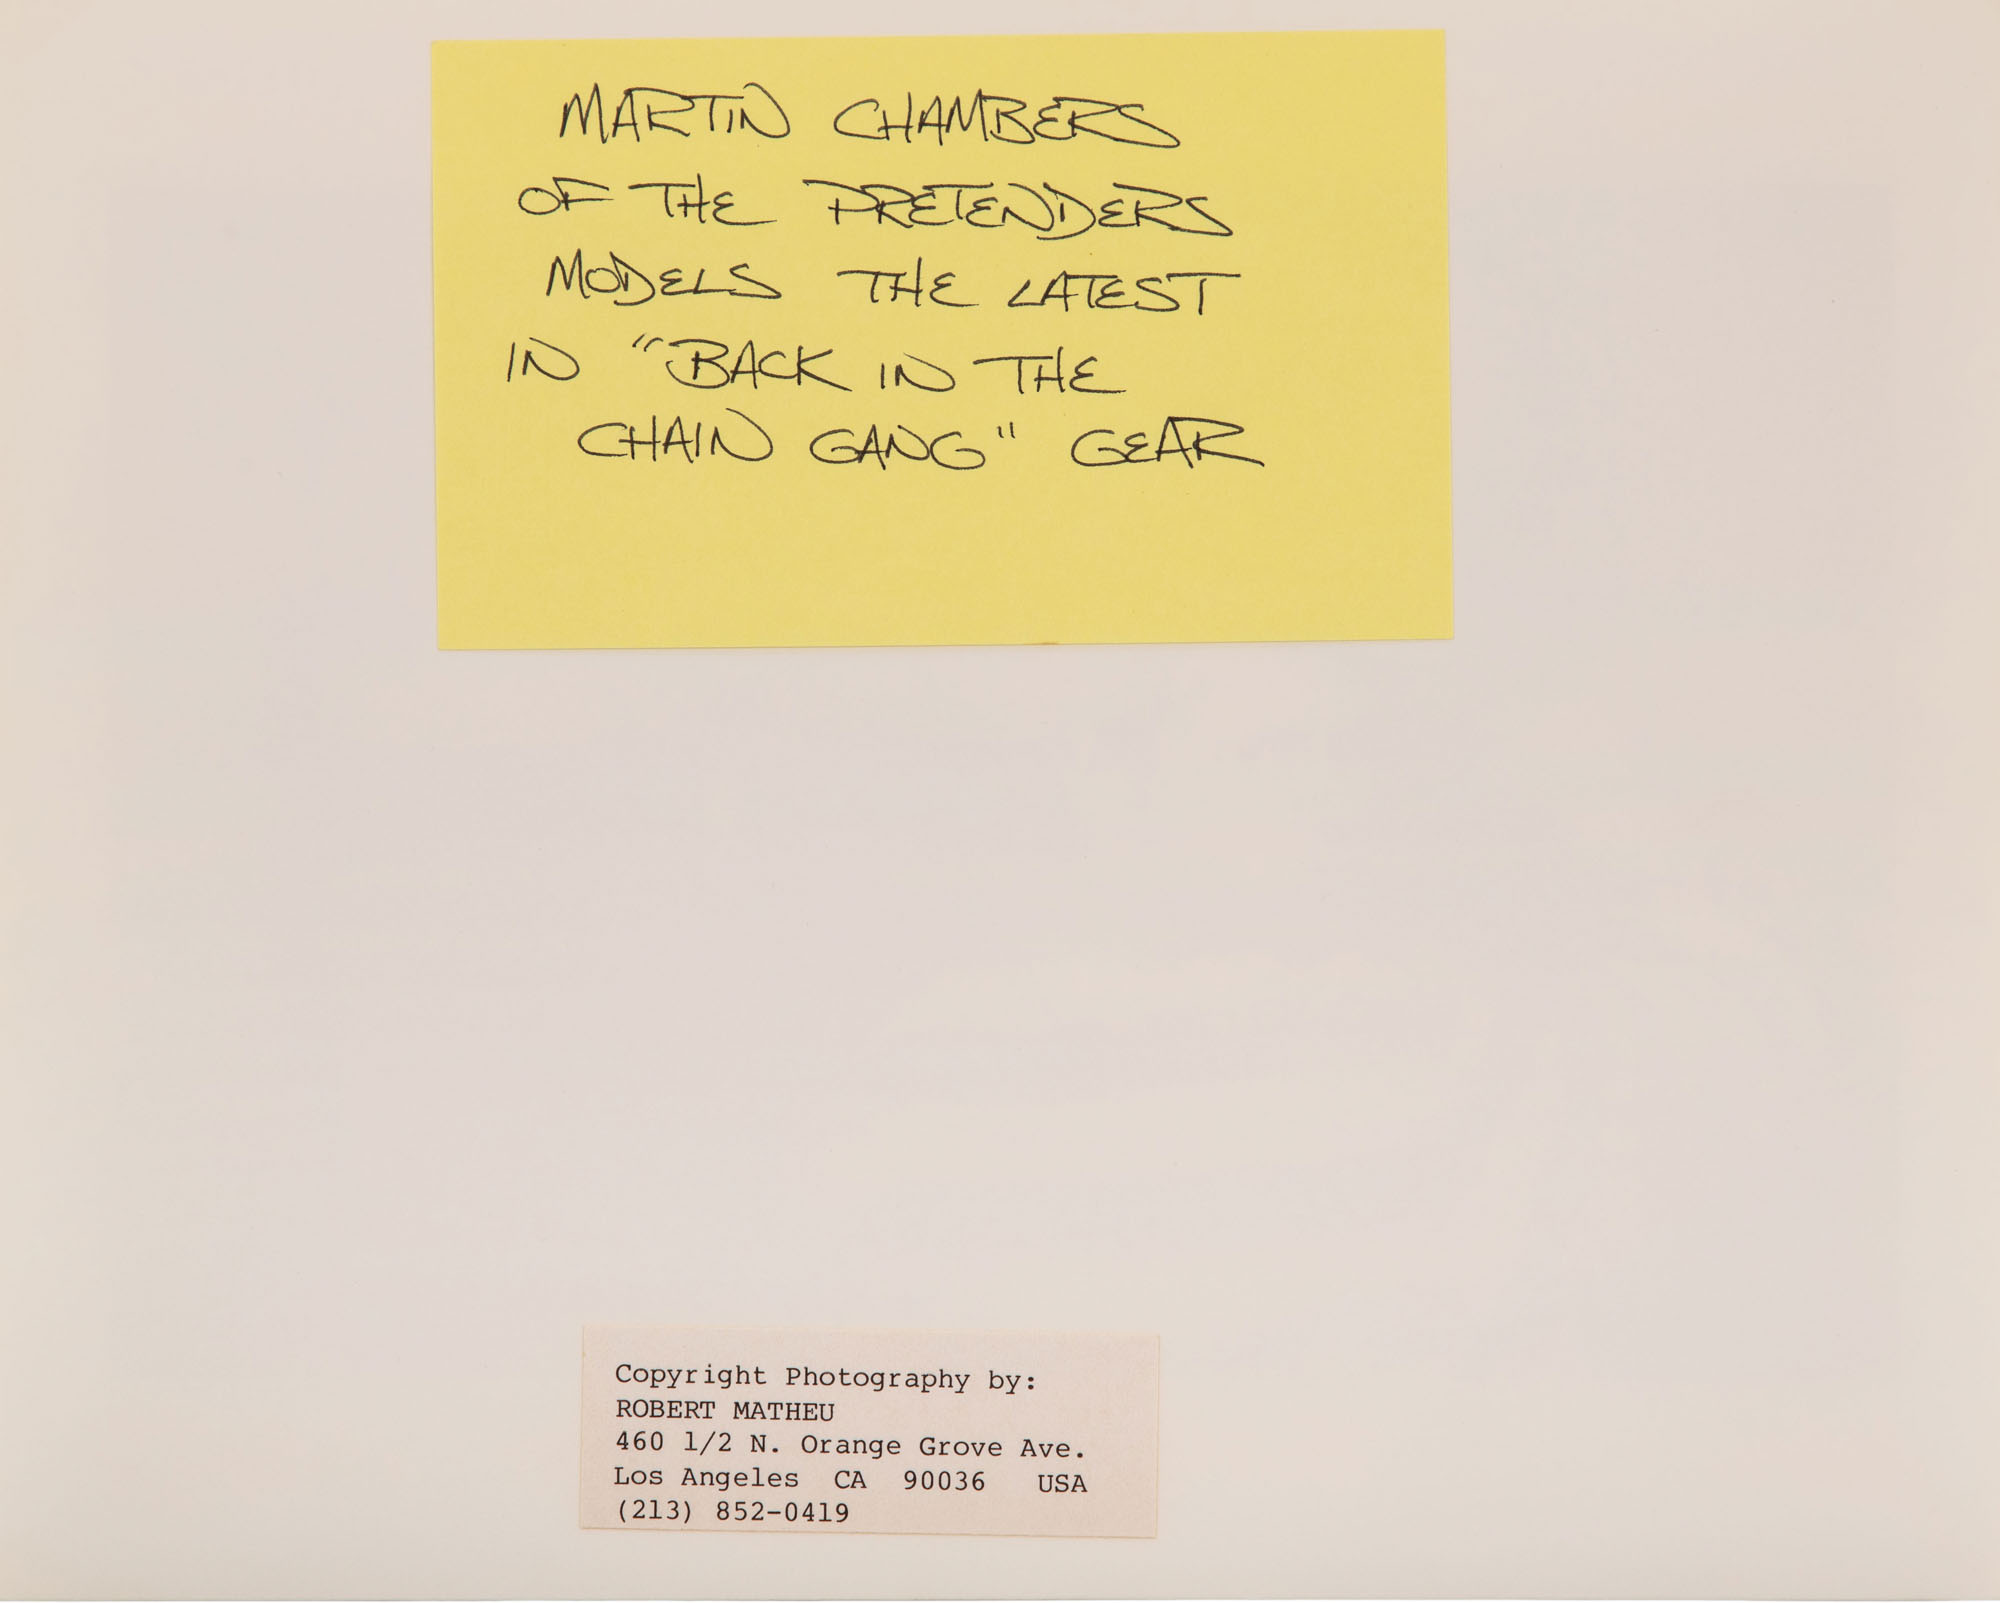 MARTIN CHAMBERS
OF THE PRETENDERS
MODELS THE LATEST
IN "BACK IN THE
CHAIN GANG" GEAR
Copyright Photography by:
ROBERT MATHEU
460 1/2 N. Orange Grove Ave.
Los Angeles CA 90036 USA
(213) 852-0419